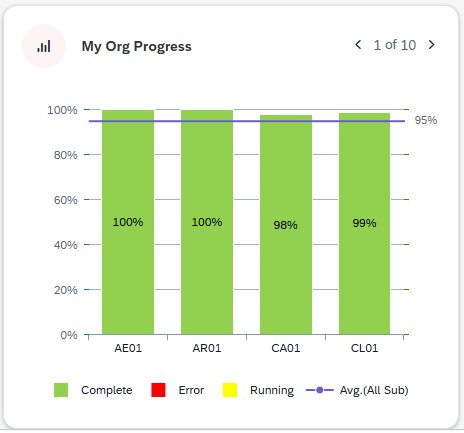 My Org Progress
1 of 10
100%
95%
80%
60%
100%
100%
98%
99%
40%
20%
0%
AE01
AR01
CA01
CL01
Complete
Error
Running
Avg.(All Sub)